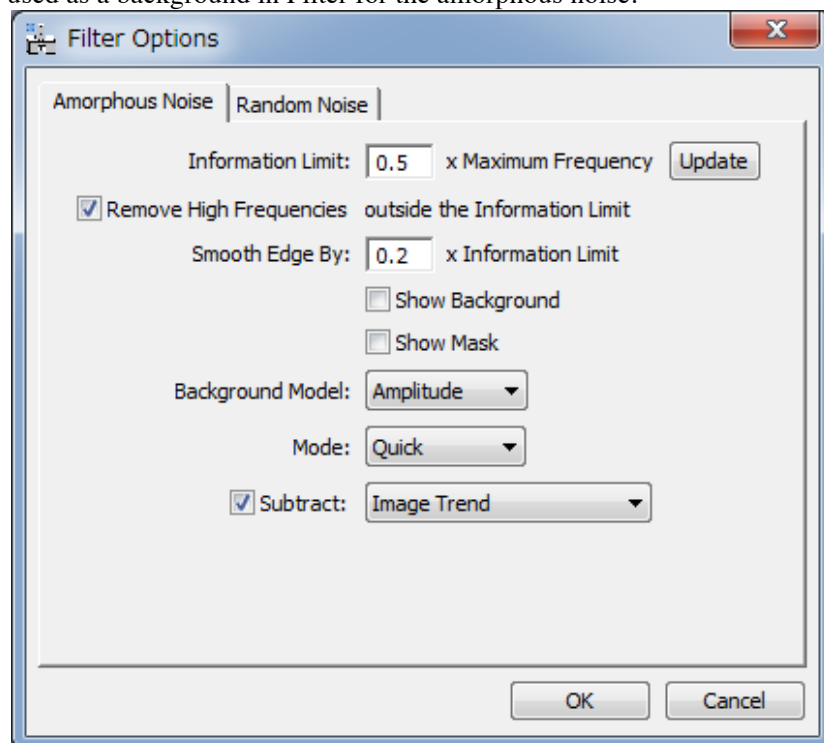 used as a background in Filter for the amorphous noise.
Filter Options
Amorphous Noise Random Noise
Information Limit: 0.5 x Maximum Frequency Update
Remove High Frequencies outside the Information Limit
Smooth Edge By: 0.2 x Information Limit
Show Background
Show Mask
Background Model: Amplitude
Mode: Quick
Subtract: Image Trend
OK Cancel